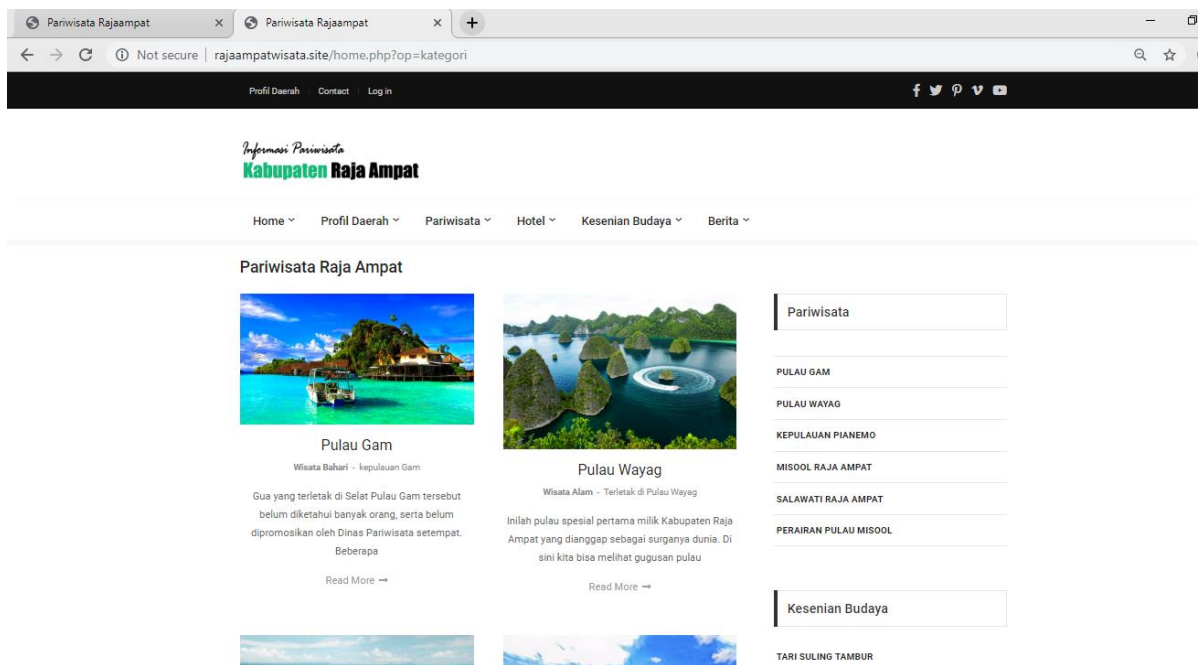 Pariwisata Rajaampat
Pariwisata Rajaampat
Not secure | rajaampatwisata.site/home.php?op=kategori
Profil Daerah Contact Log in
Informasi Pariwisata
Kabupaten Raja Ampat
Home Profil Daerah Pariwisata Hotel Kesenian Budaya Berita
Pariwisata Raja Ampat
Pulau Gam
Wisata Bahari - kepulauan Gam
Gua yang terletak di Selat Pulau Gam tersebut
belum diketahui banyak orang, serta belum
dipromosikan oleh Dinas Pariwisata setempat.
Beberapa
Read More →
Pulau Wayag
Wisata Alam - Terletak di Pulau Wayag
Inilah pulau spesial pertama milik Kabupaten Raja
Ampat yang dianggap sebagai surganya dunia. Di
sini kita bisa melihat gugusan pulau
Read More →
Pariwisata
PULAU GAM
PULAU WAYAG
KEPULAUAN PIANEMO
MISOOL RAJA AMPAT
SALAWATI RAJA AMPAT
PERAIRAN PULAU MISOOL
Kesenian Budaya
TARI SULING TAMBUR